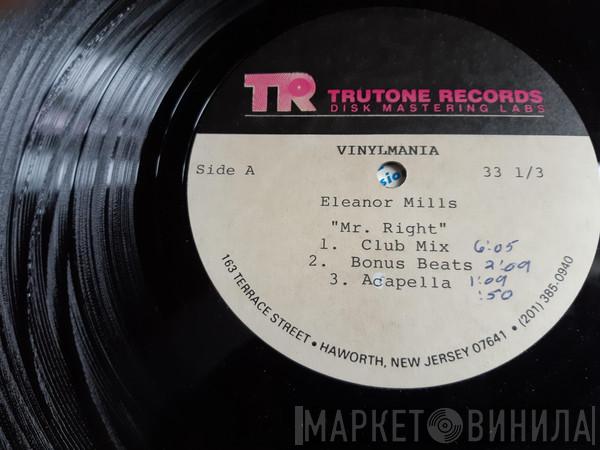 TR TRUTONE RECORDS
DISK MASTERING LABS
VINYLMANIA
Side A 33 1/3
Eleanor Mills
"Mr. Right"
1. Club Mix 6:05
2. Bonus Beats 2:09
3. Acapella 1:09
:50
163 TERRACE STREET • HAWORTH, NEW JERSEY 07641 • (201) 385-0940
МАРКЕТ ВИНИЛА